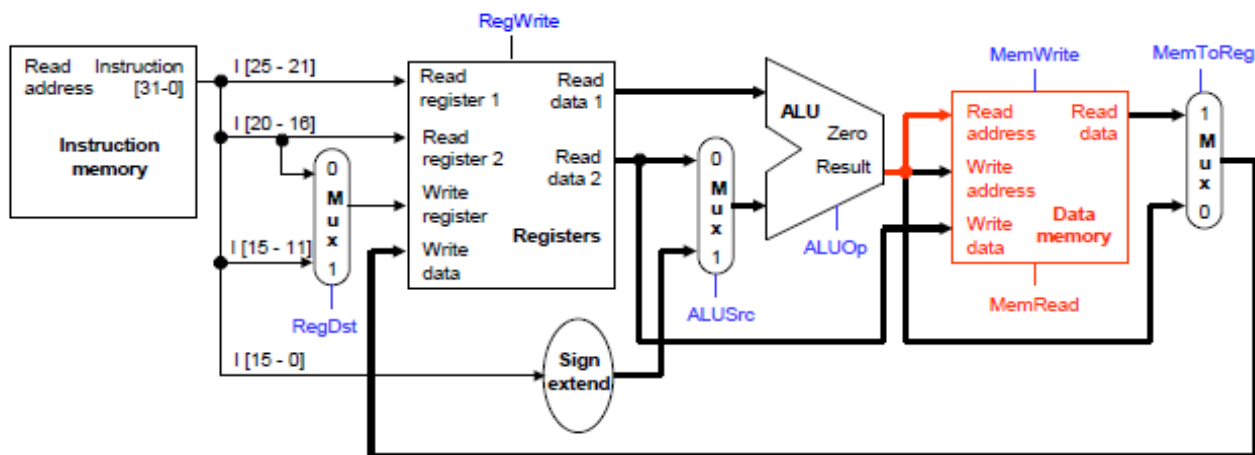 RegWrite
MemWrite
MemToReg
Read Instruction
address [31-0]
Instruction
memory
I [25 - 21]
I [20 - 16]
I [15 - 11]
I [15 - 0]
0
M
u
x
1
RegDst
Read
register 1
Read
register 2
Write
register
Write
data
Read
data 1
Read
data 2
Registers
Sign
extend
0
M
u
x
1
ALUSrc
ALU
Zero
Result
ALUOp
Read
address
Write
address
Write
data
Read
data
Data
memory
MemRead
1
M
u
x
0